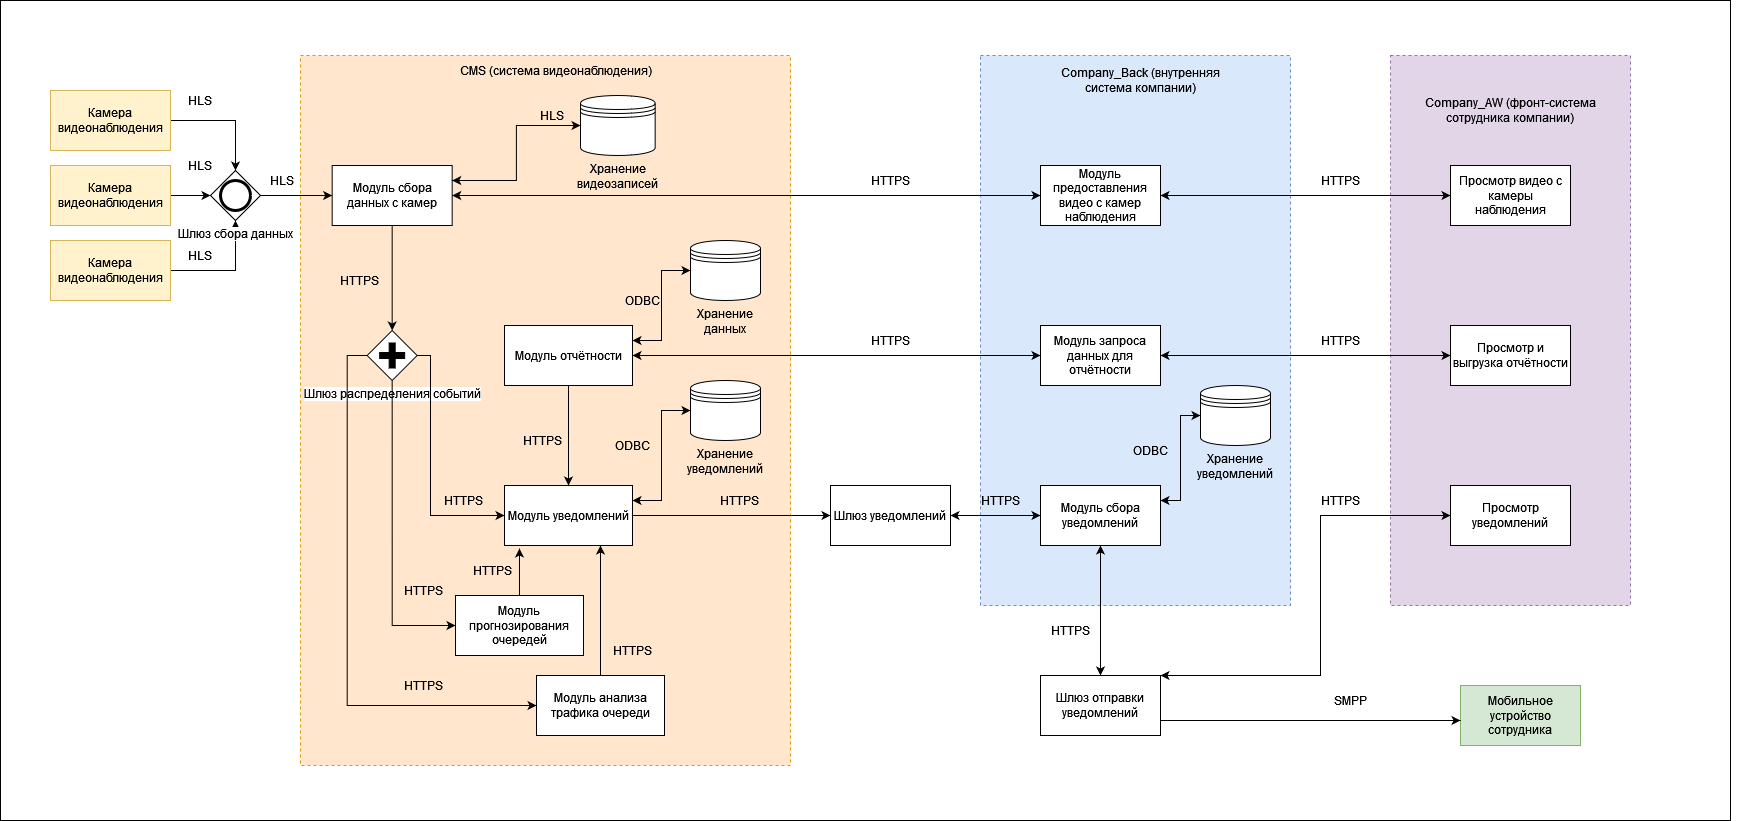 CMS (система видеонаблюдения)
Company_Back (внутренняя
система компании)
Company_AW (фронт-система
сотрудника компании)
Камера
видеонаблюдения
HLS
Камера
видеонаблюдения
HLS
Камера
видеонаблюдения
HLS
Шлюз сбора данных
HLS
Модуль сбора
данных с камер
HLS
Хранение
видеозаписей
HTTPS
Модуль
предоставления
видео с камер
наблюдения
HTTPS
Просмотр видео с
камеры
наблюдения
HTTPS
Шлюз распределения событий
Модуль отчётности
ODBC
Хранение
данных
HTTPS
Модуль запроса
данных для
отчётности
HTTPS
Просмотр и
выгрузка отчётности
HTTPS
ODBC
Хранение
уведомлений
HTTPS
Модуль уведомлений
HTTPS
Шлюз уведомлений
HTTPS
Модуль сбора
уведомлений
ODBC
Хранение
уведомлений
HTTPS
Просмотр
уведомлений
HTTPS
HTTPS
Модуль
прогнозирования
очередей
HTTPS
HTTPS
Модуль анализа
трафика очереди
HTTPS
Шлюз отправки
уведомлений
SMPP
Мобильное
устройство
сотрудника